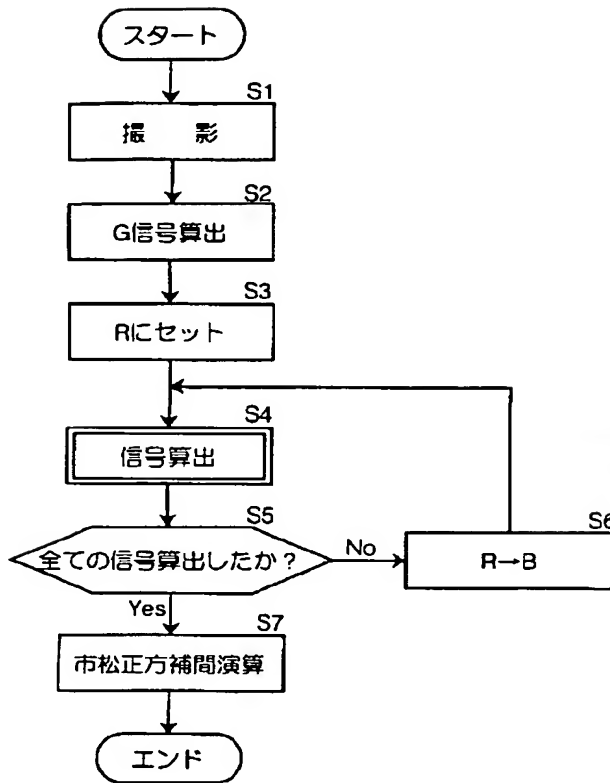 スタート
S1
撮 影
S2
G信号算出
S3
Rにセット
S4
信号算出
S5
全ての信号算出したか?
No
S6
R→B
Yes
S7
市松正方補間演算
エンド